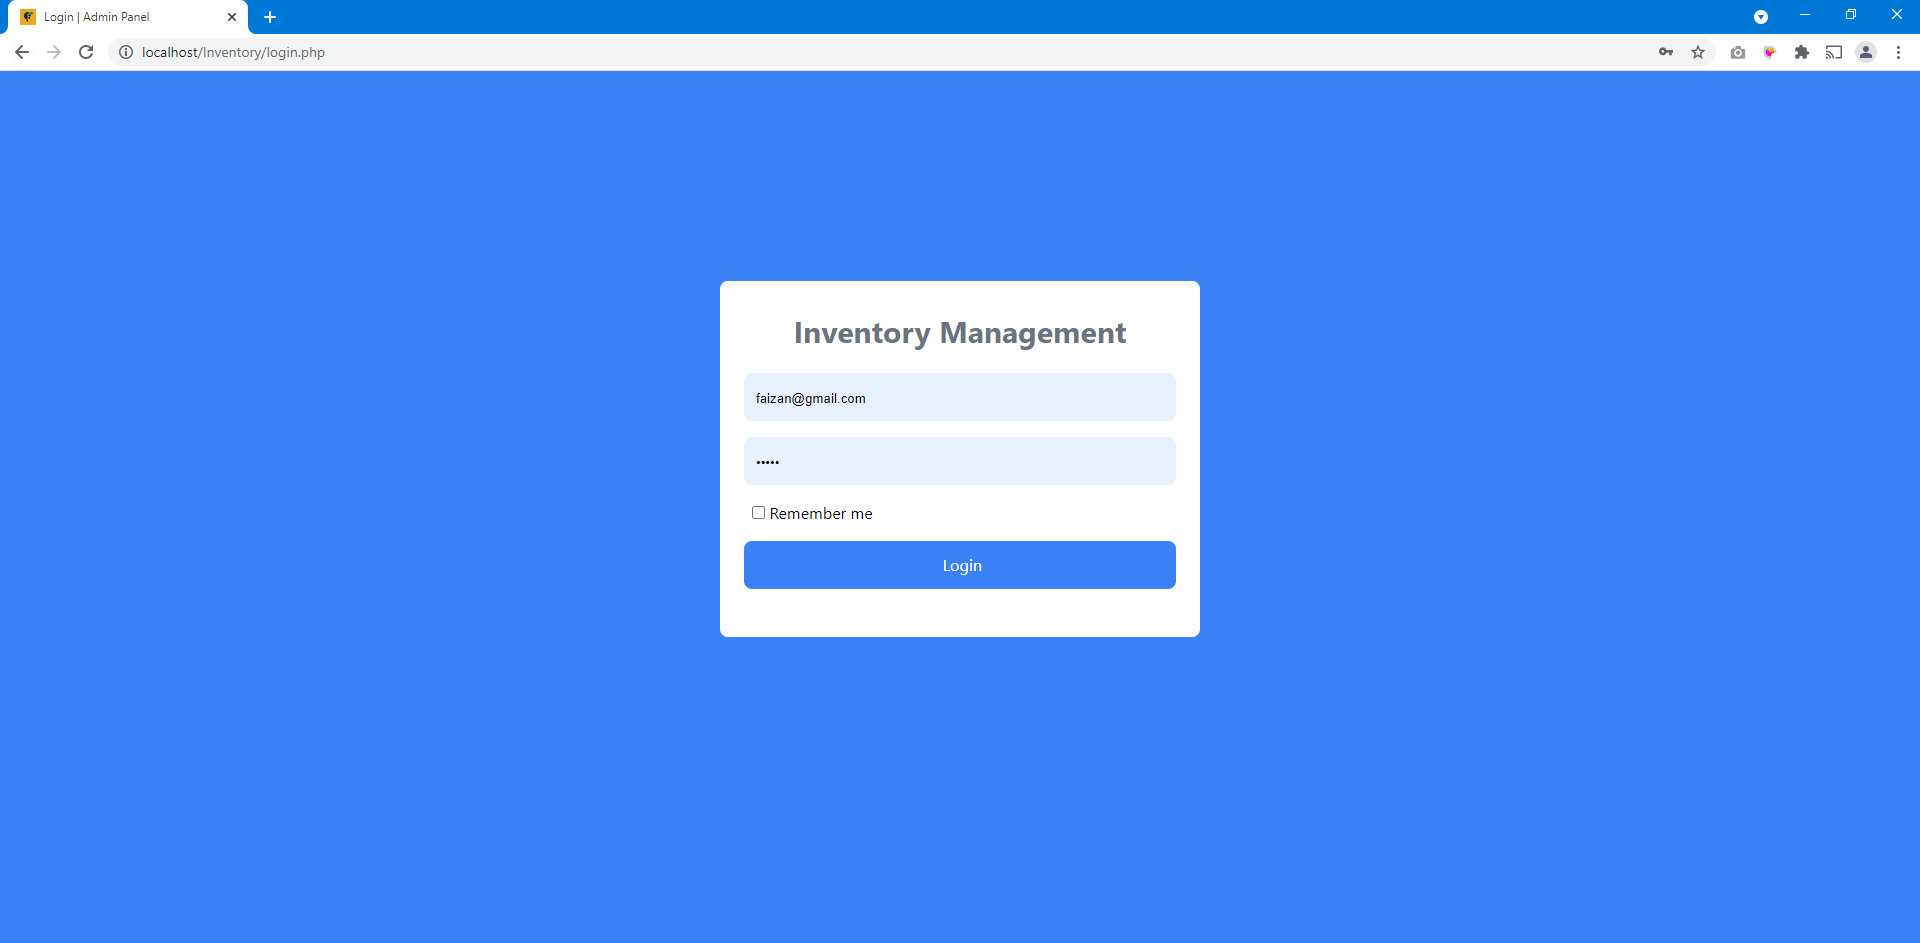 Login | Admin Panel
localhost/Inventory/login.php
Inventory Management
faizan@gmail.com
•••••
Remember me
Login